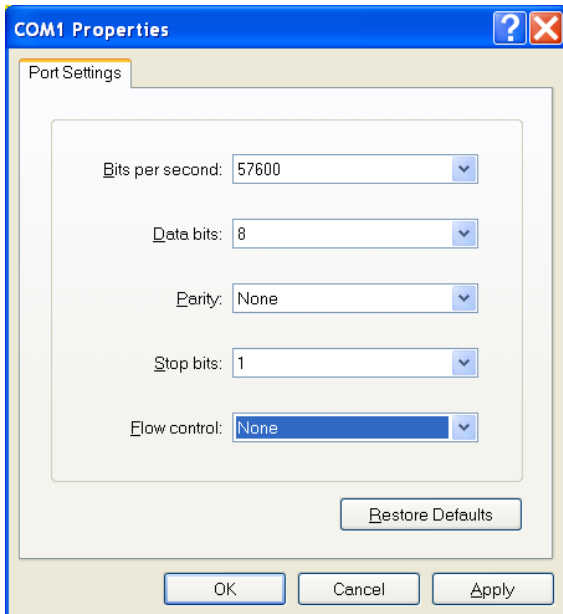 COM1 Properties
Port Settings
Bits per second: 57600
Data bits: 8
Parity: None
Stop bits: 1
Flow control: None
Restore Defaults
OK Cancel Apply